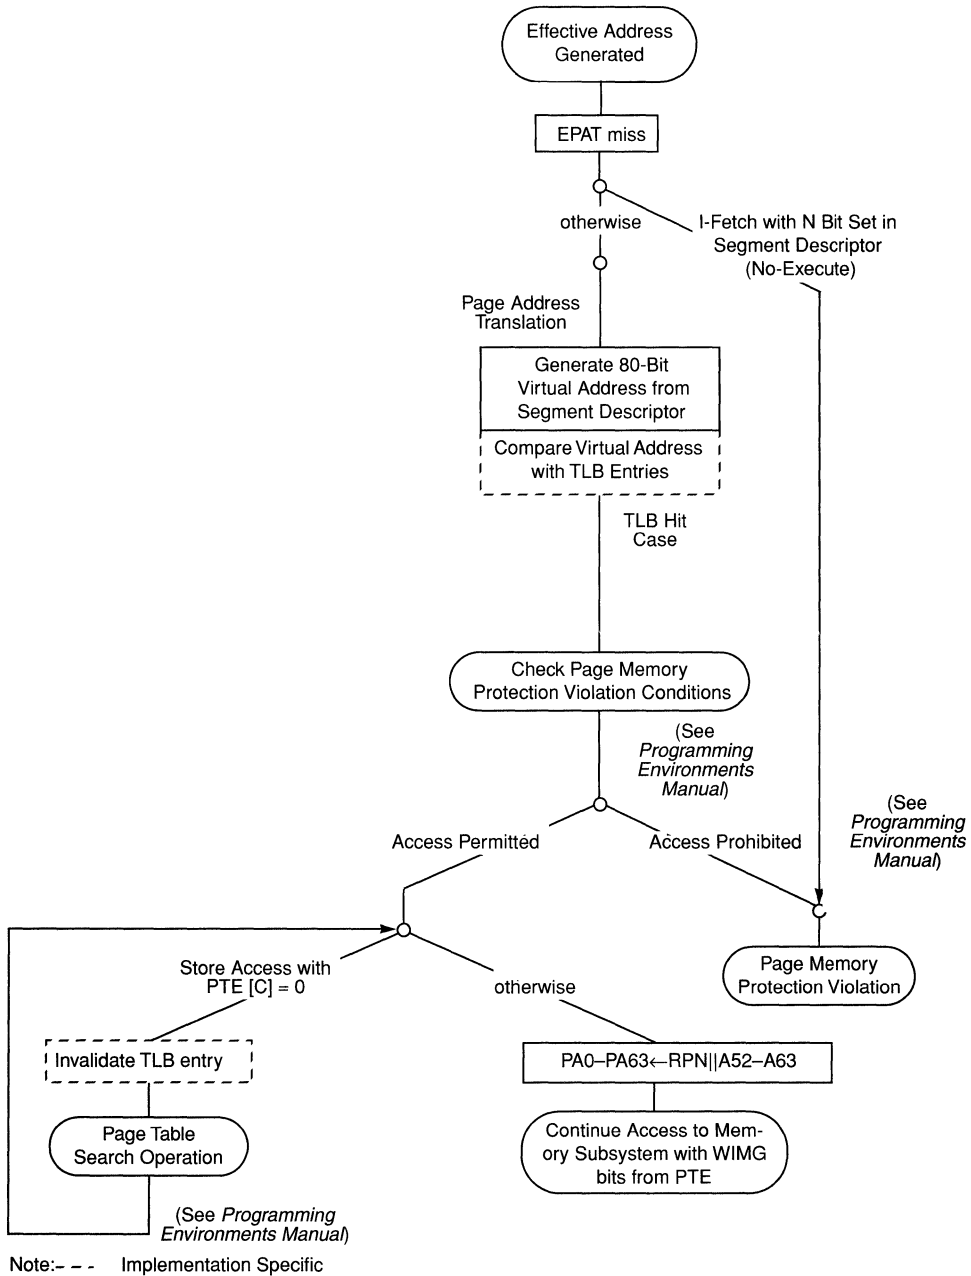 Effective Address
Generated
EPAT miss
otherwise
I-Fetch with N Bit Set in
Segment Descriptor
(No-Execute)
Page Address
Translation
Generate 80-Bit
Virtual Address from
Segment Descriptor
Compare Virtual Address
with TLB Entries
TLB Hit
Case
Check Page Memory
Protection Violation Conditions
(See
Programming
Environments
Manual)
Access Permitted
Access Prohibited
(See
Programming
Environments
Manual)
Page Memory
Protection Violation
Store Access with
PTE [C] = 0
otherwise
Invalidate TLB entry
PA0–PA63←RPN||A52–A63
Page Table
Search Operation
Continue Access to Mem-
ory Subsystem with WIMG
bits from PTE
(See Programming
Environments Manual)
Note:- - - Implementation Specific